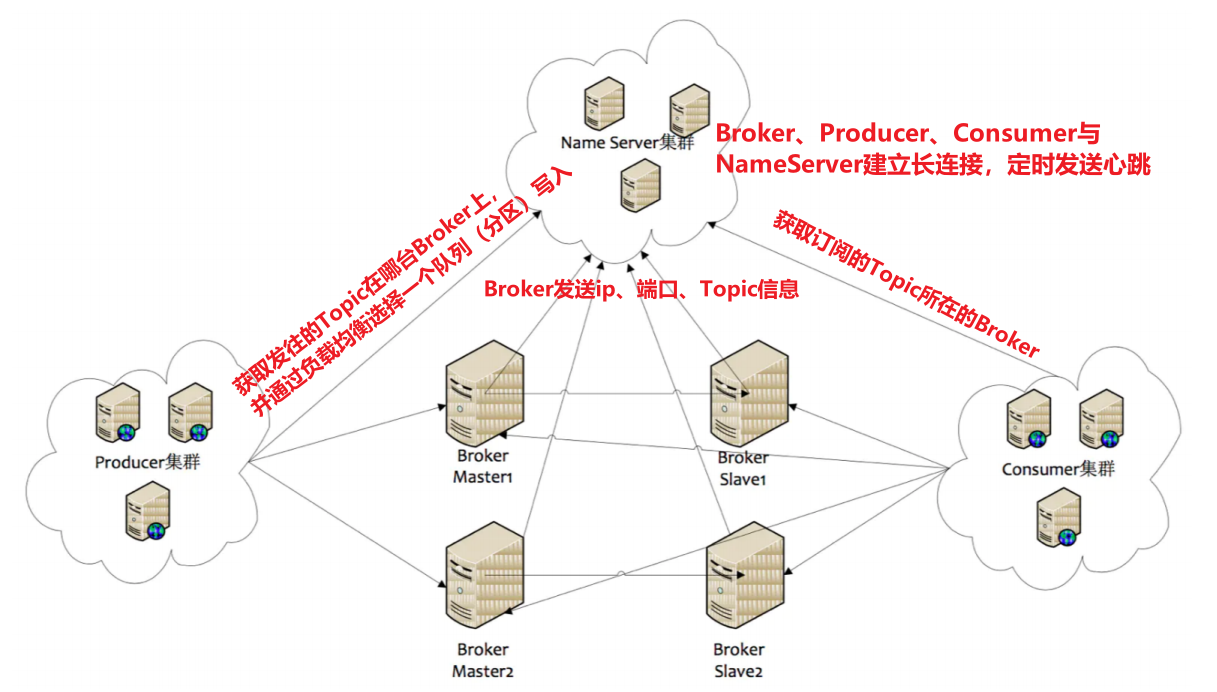 Name Server集群
Broker、Producer、Consumer与
NameServer建立长连接，定时发送心跳
获取发往的Topic在哪台Broker上，
并通过负载均衡选择一个队列（分区）写入
获取订阅的Topic所在的Broker
Broker发送ip、端口、Topic信息
Producer集群
Broker
Master1
Broker
Slave1
Consumer集群
Broker
Master2
Broker
Slave2